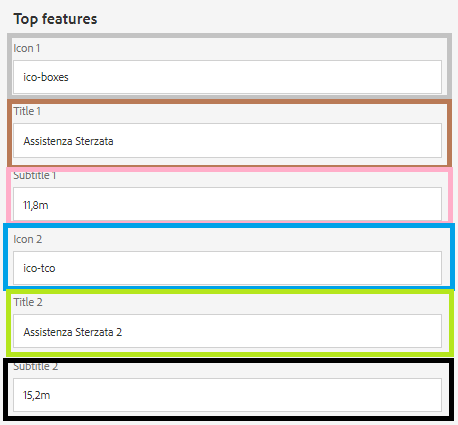 Top features
Icon 1
ico-boxes
Title 1
Assistenza Sterzata
Subtitle 1
11,8m
Icon 2
ico-tco
Title 2
Assistenza Sterzata 2
Subtitle 2
15,2m